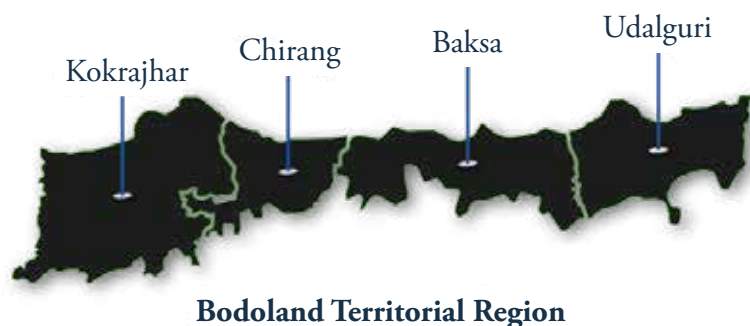 Kokrajhar
Chirang
Baksa
Udalguri
Bodoland Territorial Region